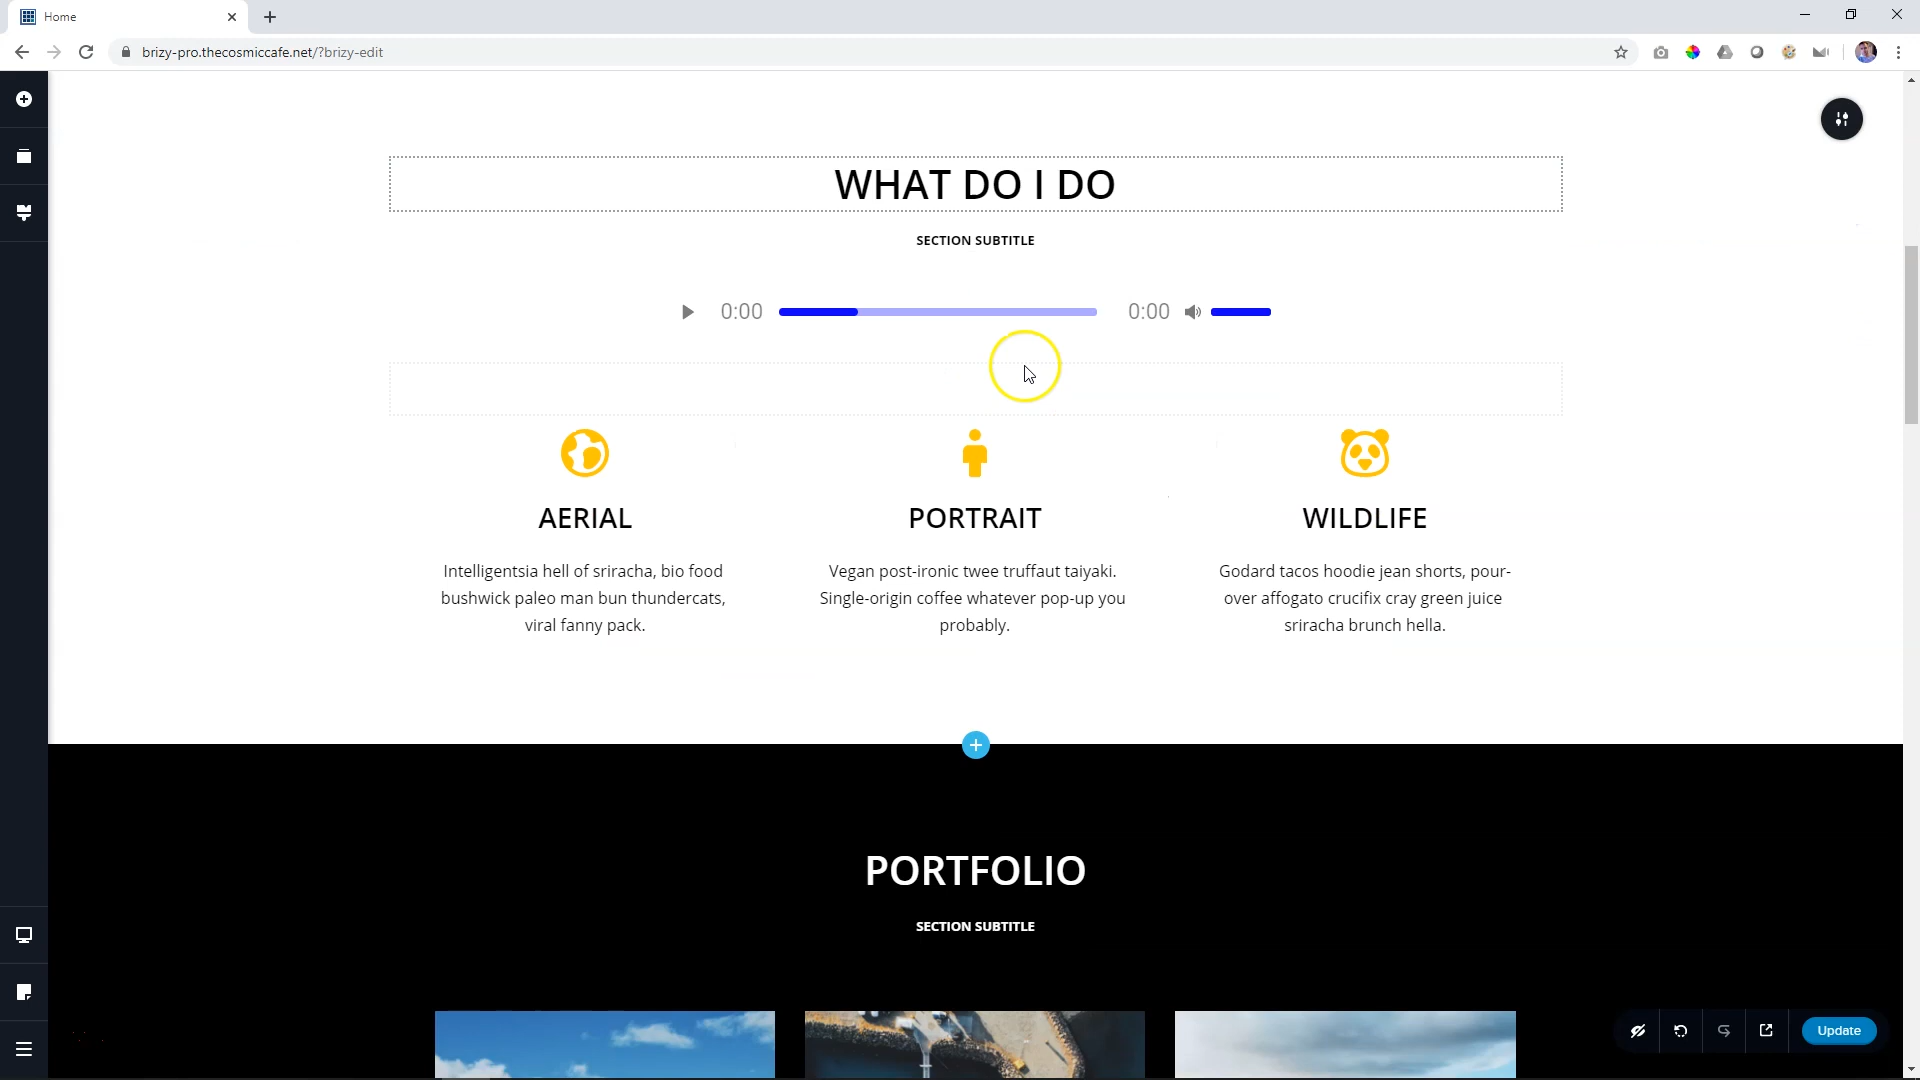 Home
brizy-pro.thecosmiccafe.net/?brizy-edit
WHAT DO I DO
SECTION SUBTITLE
0:00 0:00
AERIAL
Intelligentsia hell of sriracha, bio food
bushwick paleo man bun thundercats,
viral fanny pack.
PORTRAIT
Vegan post-ironic twee truffaut taiyaki.
Single-origin coffee whatever pop-up you
probably.
WILDLIFE
Godard tacos hoodie jean shorts, pour-
over affogato crucifix cray green juice
sriracha brunch hella.
PORTFOLIO
SECTION SUBTITLE
Update